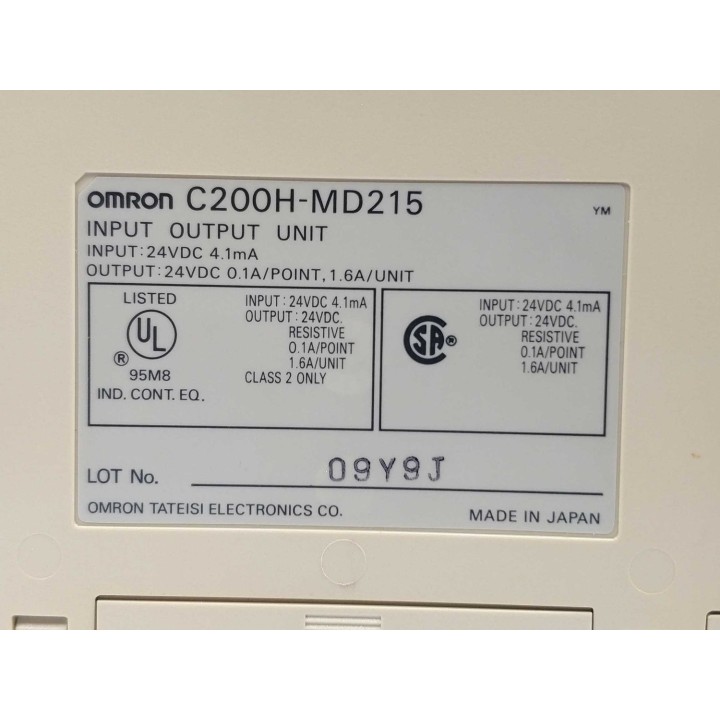 OMRON C200H-MD215
YM
INPUT OUTPUT UNIT
INPUT:24VDC 4.1mA
OUTPUT:24VDC 0.1A/POINT, 1.6A/UNIT
LISTED
UL
®
95M8
IND. CONT. EQ.
INPUT:24VDC 4.1mA
OUTPUT:24VDC.
RESISTIVE
0.1A/POINT
1.6A/UNIT
CLASS 2 ONLY
CSA®
INPUT:24VDC 4.1mA
OUTPUT:24VDC.
RESISTIVE
0.1A/POINT
1.6A/UNIT
LOT No. 09Y9J
OMRON TATEISI ELECTRONICS CO.
MADE IN JAPAN